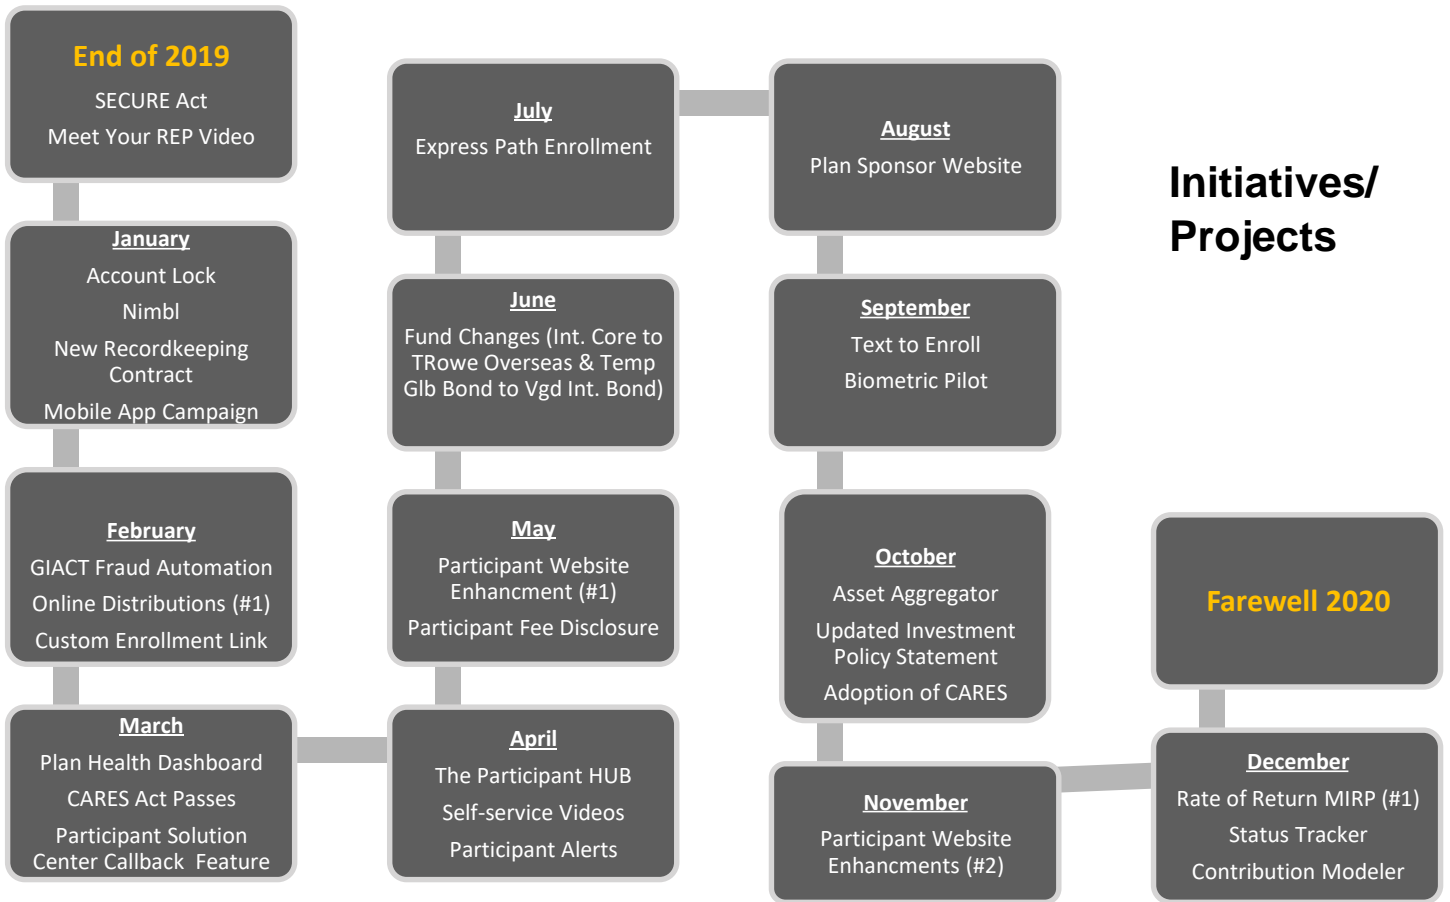 End of 2019
SECURE Act
Meet Your REP Video
January
Account Lock
Nimbl
New Recordkeeping
Contract
Mobile App Campaign
February
GIACT Fraud Automation
Online Distributions (#1)
Custom Enrollment Link
March
Plan Health Dashboard
CARES Act Passes
Participant Solution
Center Callback  Feature
April
The Participant HUB
Self-service Videos
Participant Alerts
May
Participant Website
Enhancment (#1)
Participant Fee Disclosure
June
Fund Changes (Int. Core to
TRowe Overseas & Temp
Glb Bond to Vgd Int. Bond)
July
Express Path Enrollment
August
Plan Sponsor Website
September
Text to Enroll
Biometric Pilot
October
Asset Aggregator
Updated Investment
Policy Statement
Adoption of CARES
November
Participant Website
Enhancments (#2)
December
Rate of Return MIRP (#1)
Status Tracker
Contribution Modeler
Farewell 2020
Initiatives/
Projects